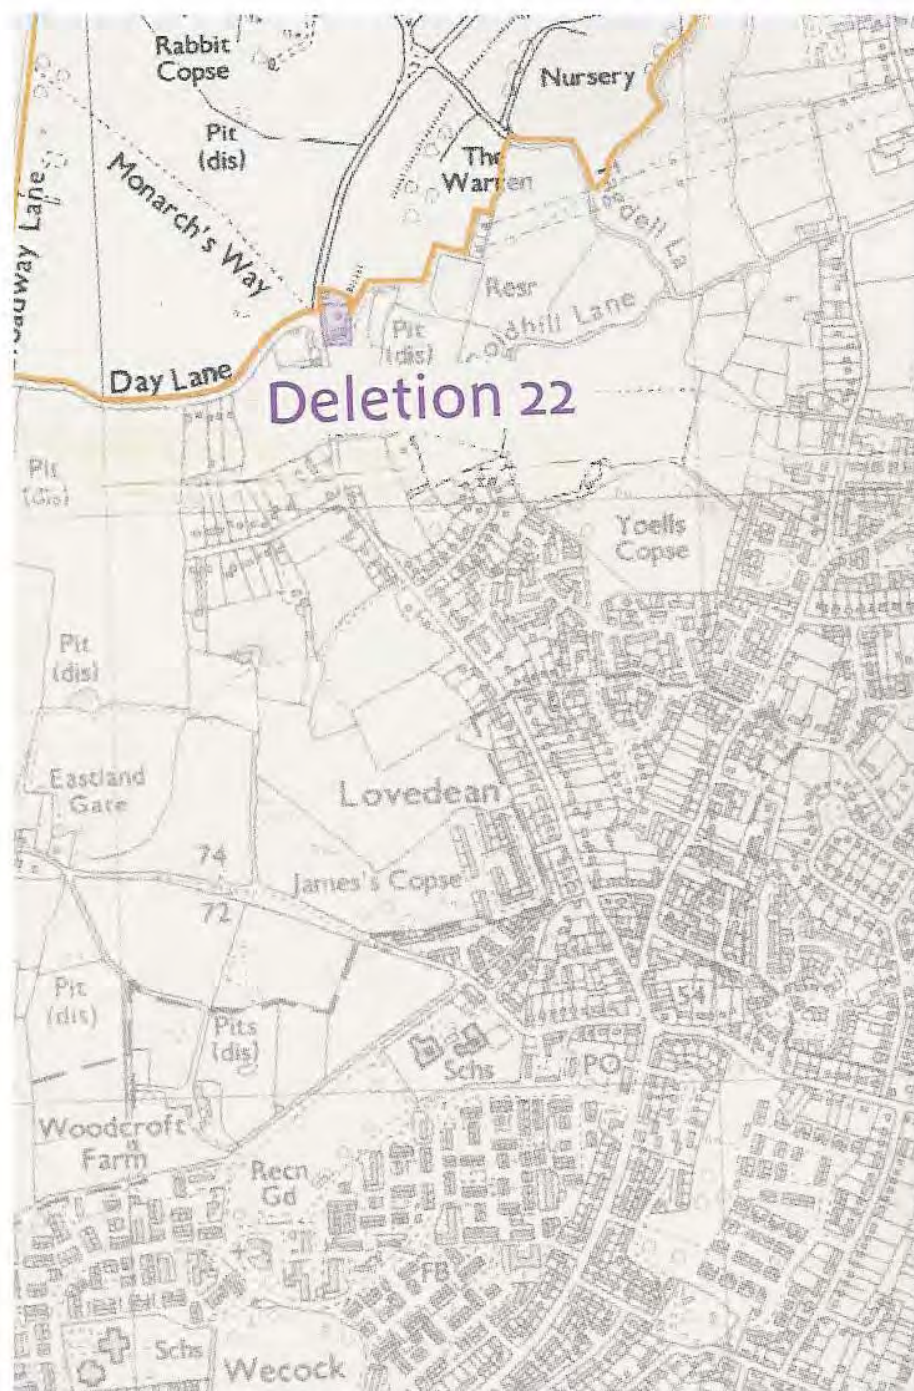 Rabbit
Copse
Nursery
Pit
(dis)
The
Warren
Monarch's Way
Broadway Lane
Resr
Pit
(dis)
Day Lane
Deletion 22
Pit
(dis)
Yoells
Copse
Pit
(dis)
Eastland
Gate
Lovedean
74
72
James's Copse
Pit
(dis)
Pits
(dis)
54
Schs
PO
Woodcroft
Farm
Recn
Gd
FB
Schs
Wecock